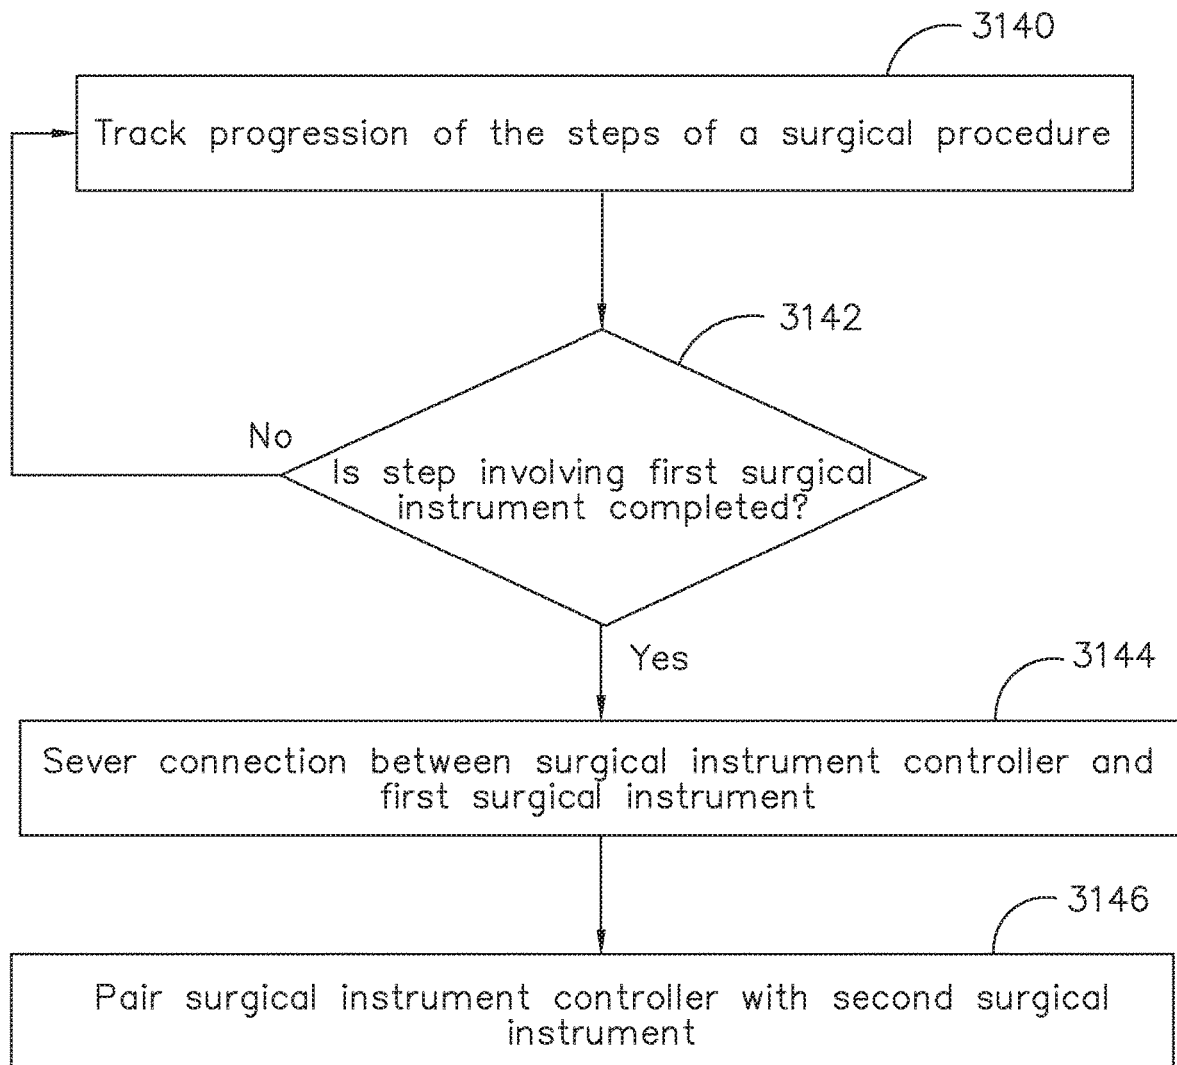 3140
Track progression of the steps of a surgical procedure
3142
No
Is step involving first surgical
instrument completed?
Yes
3144
Sever connection between surgical instrument controller and
first surgical instrument
3146
Pair surgical instrument controller with second surgical
instrument